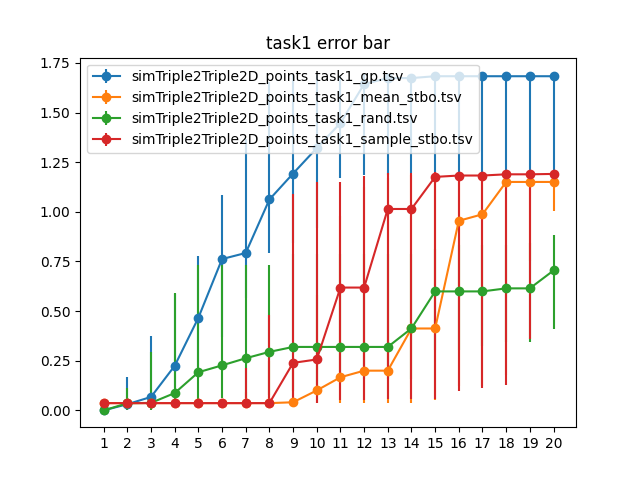 task1 error bar
simTriple2Triple2D_points_task1_gp.tsv
simTriple2Triple2D_points_task1_mean_stbo.tsv
simTriple2Triple2D_points_task1_rand.tsv
simTriple2Triple2D_points_task1_sample_stbo.tsv
1.75
1.50
1.25
1.00
0.75
0.50
0.25
0.00
1 2 3 4 5 6 7 8 9 10 11 12 13 14 15 16 17 18 19 20